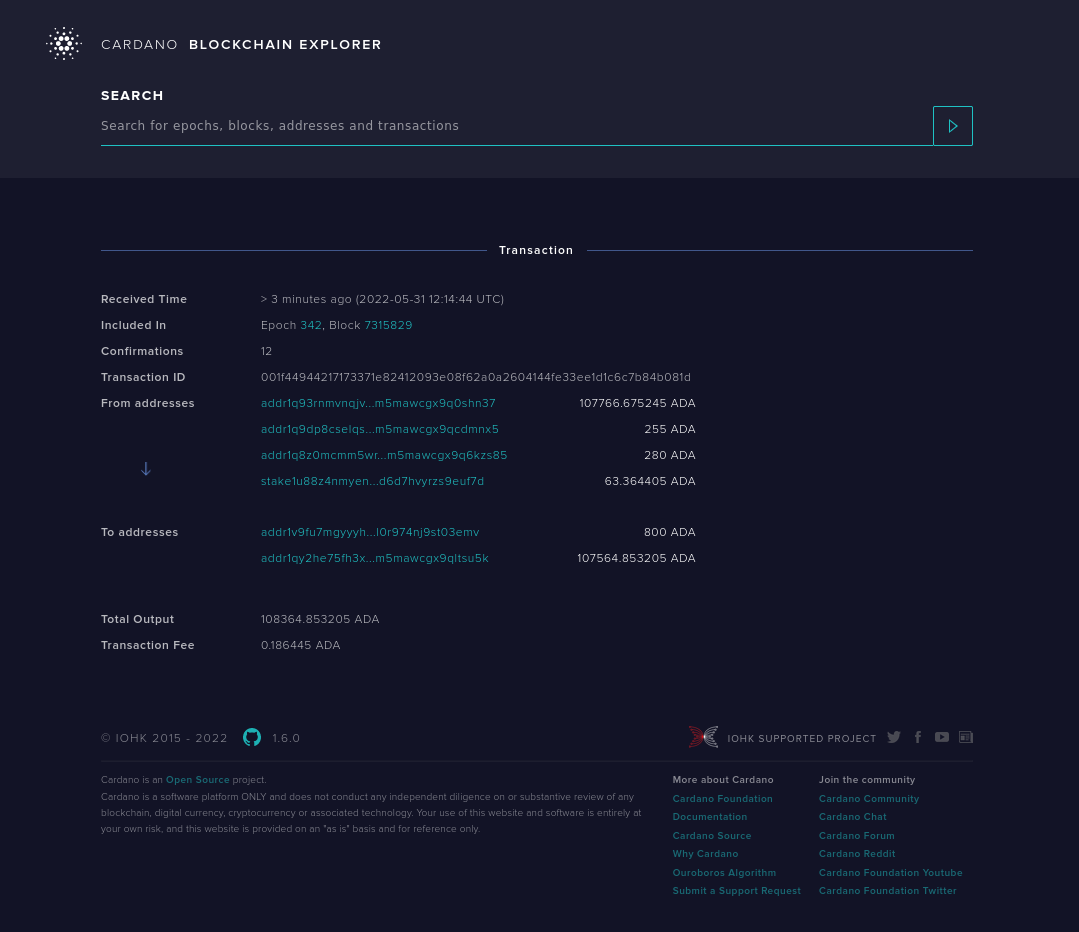 CARDANO BLOCKCHAIN EXPLORER
SEARCH
Search for epochs, blocks, addresses and transactions
Transaction
Received Time > 3 minutes ago (2022-05-31 12:14:44 UTC)
Included In Epoch 342, Block 7315829
Confirmations 12
Transaction ID 001f44944217173371e82412093e08f62a0a2604144fe33ee1d1c6c7b84b081d
From addresses addr1q93rnmvnqjv...m5mawcgx9q0shn37 107766.675245 ADA
addr1q9dp8cselqs...m5mawcgx9qcdmnx5 255 ADA
addr1q8z0mcmm5wr...m5mawcgx9q6kzs85 280 ADA
stake1u88z4nmyen...d6d7hvyrzs9euf7d 63.364405 ADA
To addresses addr1v9fu7mgyyyh...l0r974nj9st03emv 800 ADA
addr1qy2he75fh3x...m5mawcgx9qltsu5k 107564.853205 ADA
Total Output 108364.853205 ADA
Transaction Fee 0.186445 ADA
© IOHK 2015 - 2022 1.6.0 IOHK SUPPORTED PROJECT
Cardano is an Open Source project.
Cardano is a software platform ONLY and does not conduct any independent diligence on or substantive review of any
blockchain, digital currency, cryptocurrency or associated technology. Your use of this website and software is entirely at
your own risk, and this website is provided on an "as is" basis and for reference only.
More about Cardano
Cardano Foundation
Documentation
Cardano Source
Why Cardano
Ouroboros Algorithm
Submit a Support Request
Join the community
Cardano Community
Cardano Chat
Cardano Forum
Cardano Reddit
Cardano Foundation Youtube
Cardano Foundation Twitter